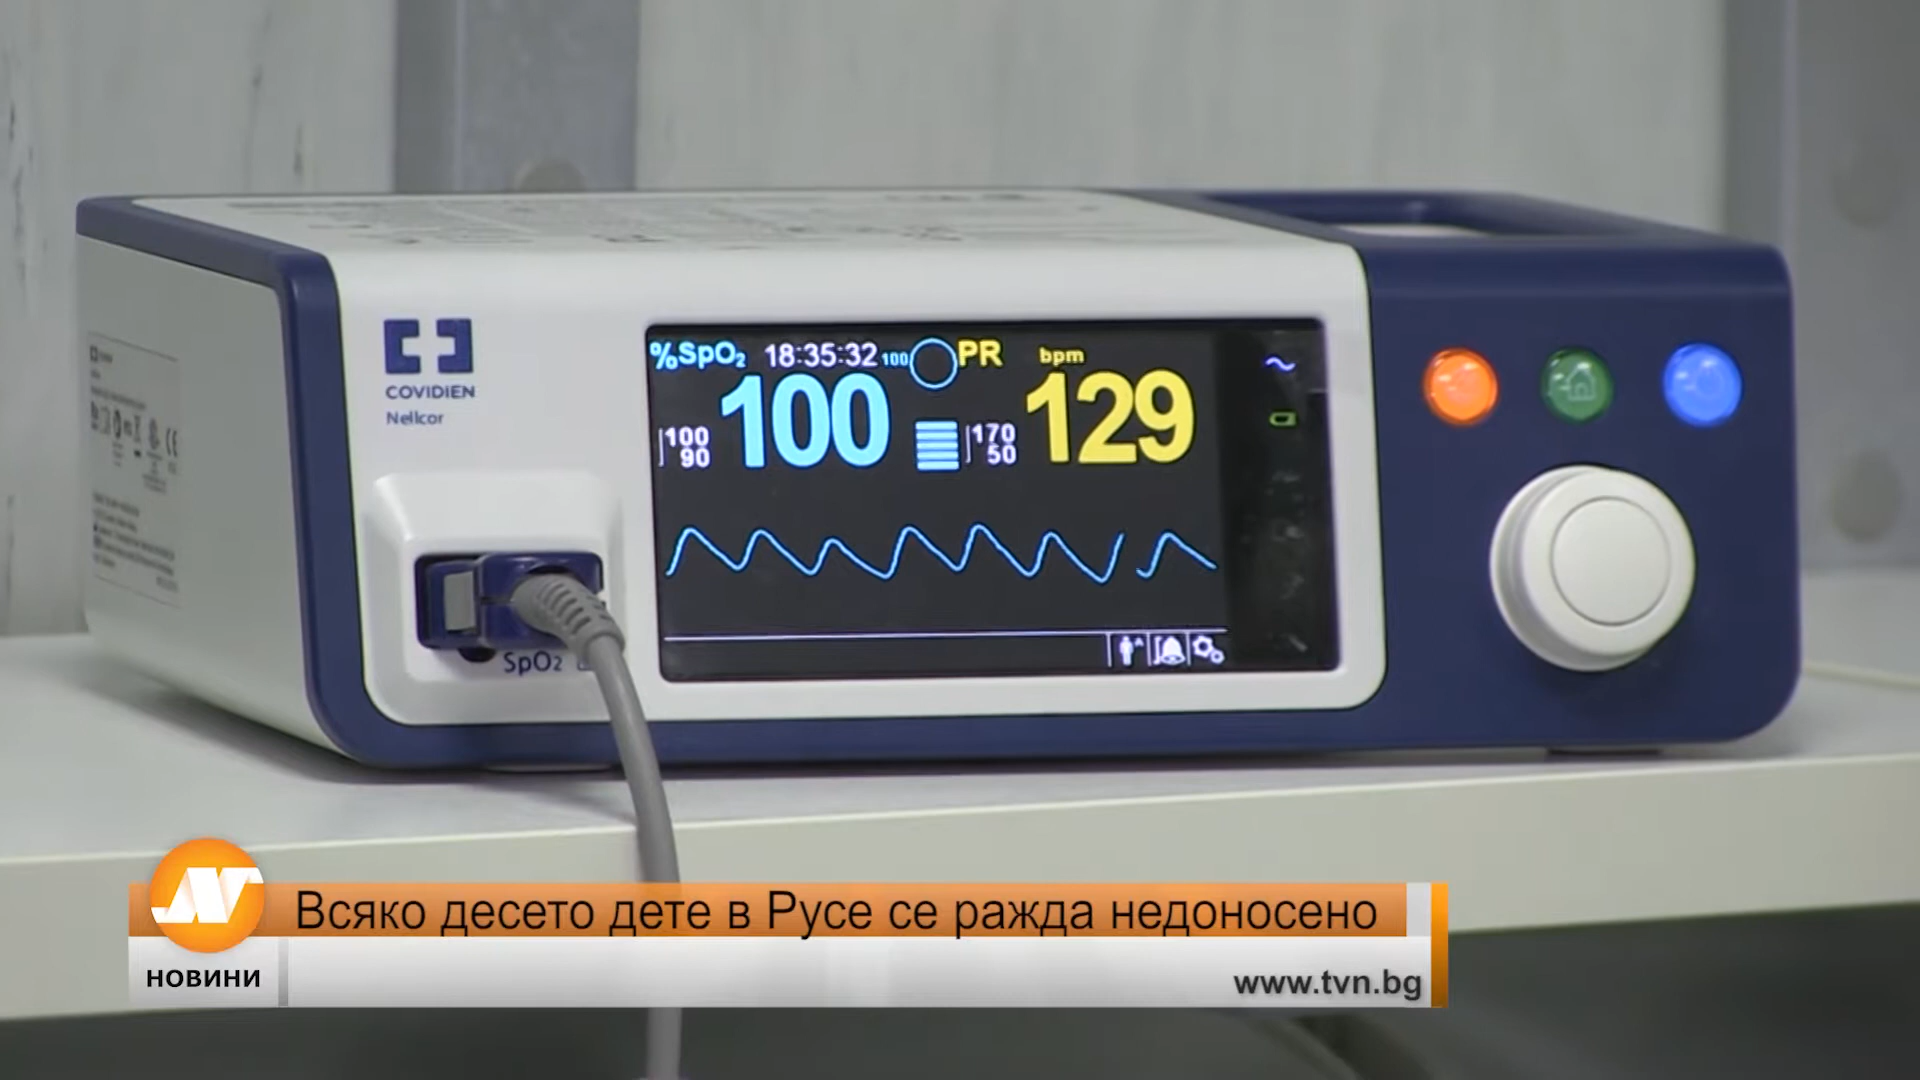 COVIDIEN
Nellcor
%SpO2 18:35:32 100 PR bpm
100
90
100
170
50
129
SpO2
CE
Всяко десето дете в Русе се ражда недоносено
НОВИНИ
www.tvn.bg